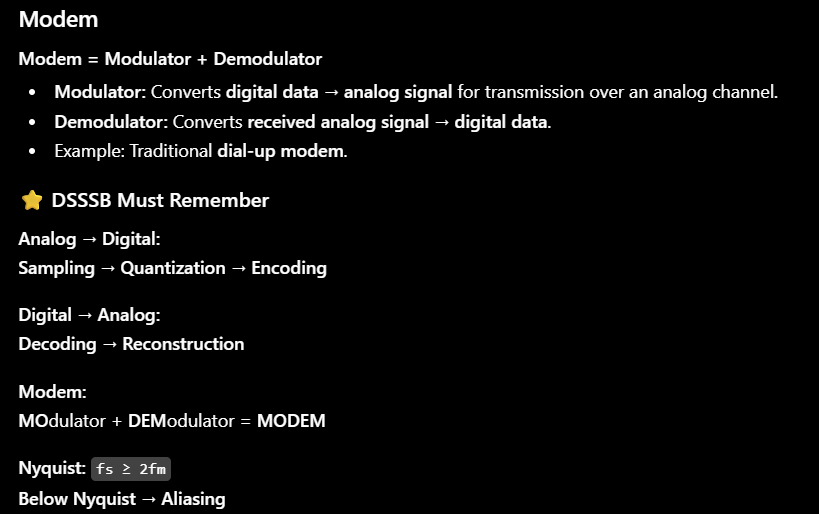 Modem
Modem = Modulator + Demodulator
• Modulator: Converts digital data → analog signal for transmission over an analog channel.
• Demodulator: Converts received analog signal → digital data.
• Example: Traditional dial-up modem.
⭐ DSSSB Must Remember
Analog → Digital:
Sampling → Quantization → Encoding
Digital → Analog:
Decoding → Reconstruction
Modem:
MOdulator + DEModulator = MODEM
Nyquist: fs ≥ 2fm
Below Nyquist → Aliasing